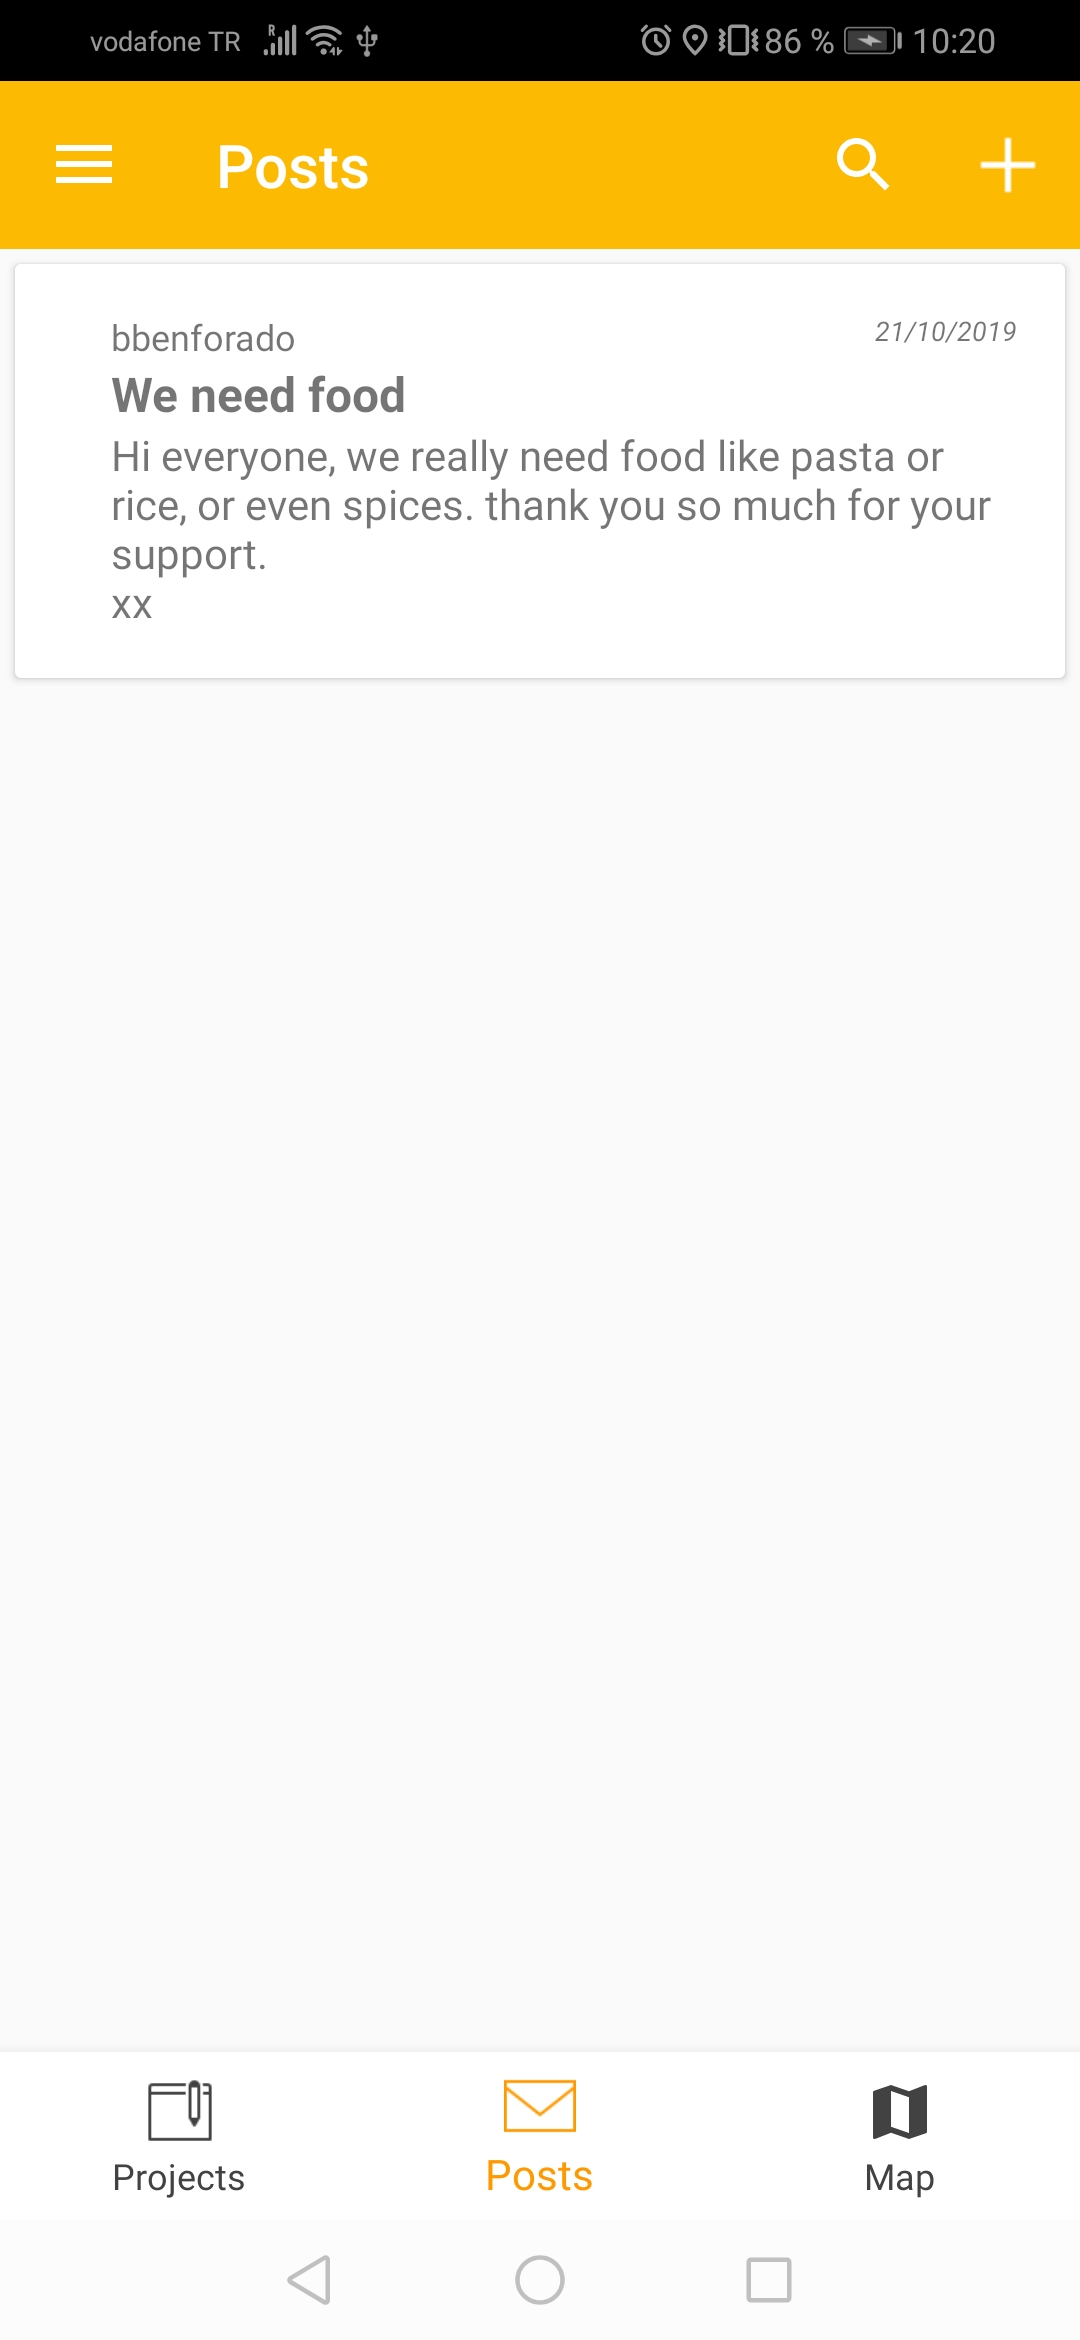 vodafone TR 86 % 10:20
Posts
bbenforado 21/10/2019
We need food
Hi everyone, we really need food like pasta or
rice, or even spices. thank you so much for your
support.
xx
Projects Posts Map